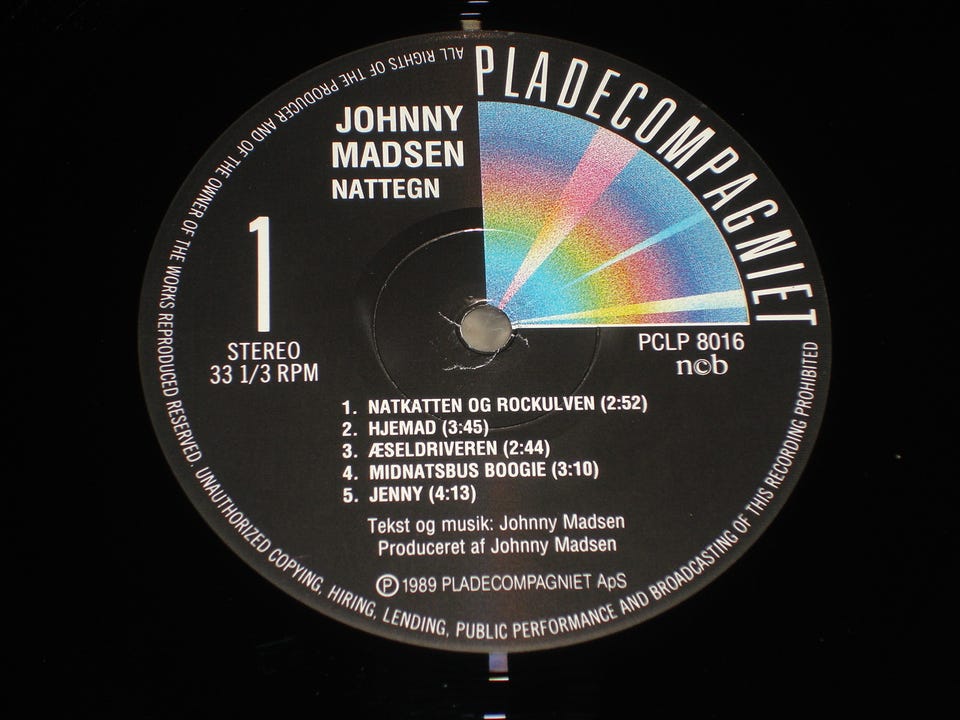 PLADECOMPAGNIET
JOHNNY
MADSEN
NATTEGN
1
STEREO
33 1/3 RPM
PCLP 8016
n©b
1. NATKATTEN OG ROCKULVEN (2:52)
2. HJEMAD (3:45)
3. ÆSELDRIVEREN (2:44)
4. MIDNATSBUS BOOGIE (3:10)
5. JENNY (4:13)
Tekst og musik: Johnny Madsen
Produceret af Johnny Madsen
℗ 1989 PLADECOMPAGNIET ApS
ALL RIGHTS OF THE PRODUCER AND OF THE OWNER OF THE WORKS REPRODUCED RESERVED. UNAUTHORIZED COPYING, HIRING, LENDING, PUBLIC PERFORMANCE AND BROADCASTING OF THIS RECORDING PROHIBITED